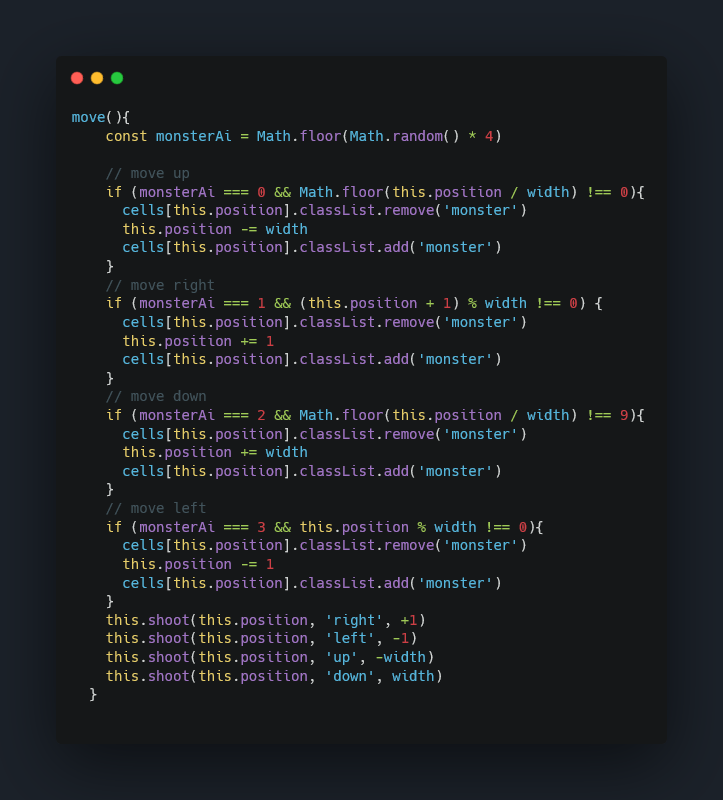 move(){
    const monsterAi = Math.floor(Math.random() * 4)

    // move up
    if (monsterAi === 0 && Math.floor(this.position / width) !== 0){
      cells[this.position].classList.remove('monster')
      this.position -= width
      cells[this.position].classList.add('monster')
    }
    // move right
    if (monsterAi === 1 && (this.position + 1) % width !== 0) {
      cells[this.position].classList.remove('monster')
      this.position += 1
      cells[this.position].classList.add('monster')
    }
    // move down
    if (monsterAi === 2 && Math.floor(this.position / width) !== 9){
      cells[this.position].classList.remove('monster')
      this.position += width
      cells[this.position].classList.add('monster')
    }
    // move left
    if (monsterAi === 3 && this.position % width !== 0){
      cells[this.position].classList.remove('monster')
      this.position -= 1
      cells[this.position].classList.add('monster')
    }
    this.shoot(this.position, 'right', +1)
    this.shoot(this.position, 'left', -1)
    this.shoot(this.position, 'up', -width)
    this.shoot(this.position, 'down', width)
  }